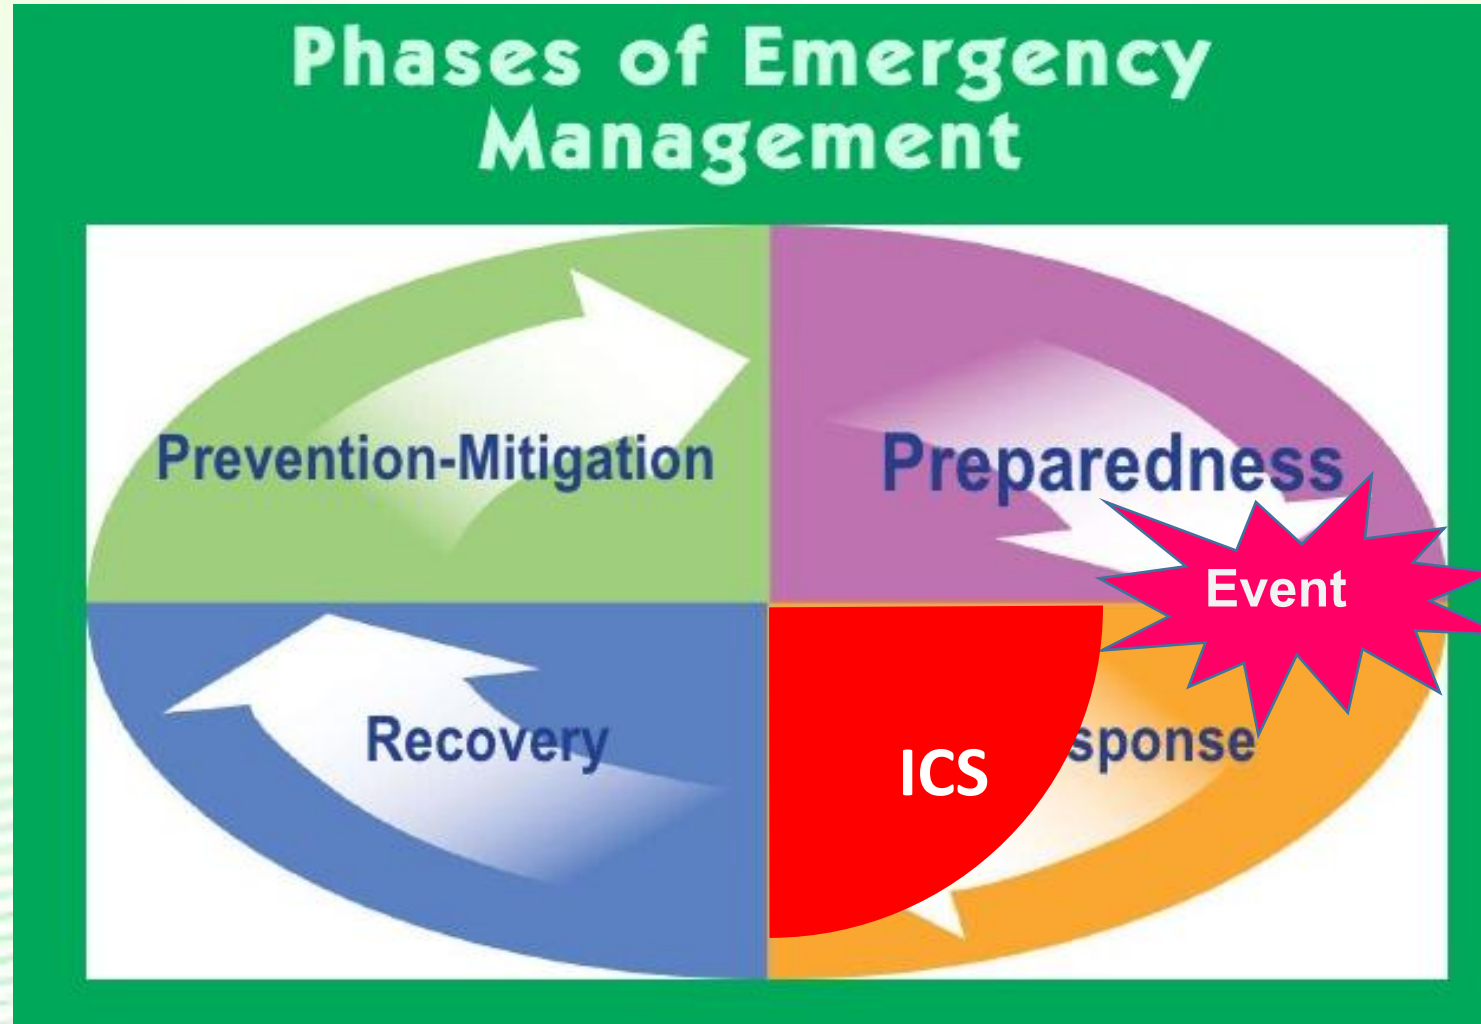 Phases of Emergency
Management
Prevention-Mitigation
Preparedness
Event
Recovery
ICS
sponse